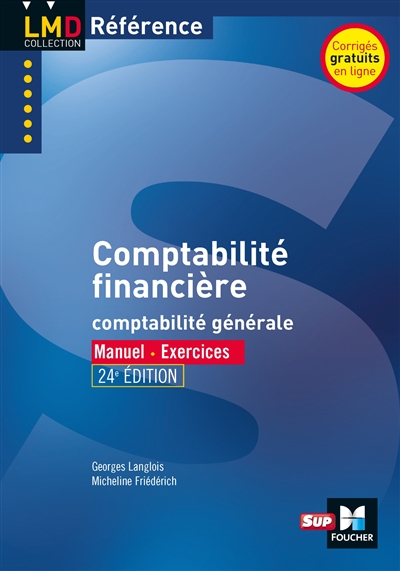 LMD Référence
COLLECTION
Corrigés
gratuits
en ligne
Comptabilité
financière
comptabilité générale
Manuel • Exercices
24e ÉDITION
Georges Langlois
Micheline Friédérich
SUP
FOUCHER